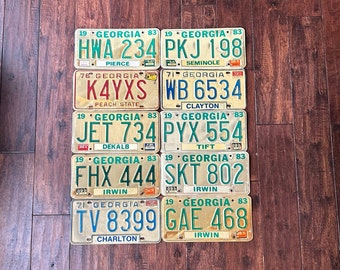 19 GEORGIA 83
HWA 234
PIERCE
19 GEORGIA 83
PKJ 198
SEMINOLE
76 GEORGIA
K4YXS
PEACH STATE
71 GEORGIA
WB 6534
CLAYTON
19 GEORGIA 83
JET 734
DEKALB
19 GEORGIA 83
PYX 554
TIFT
19 GEORGIA 83
FHX 444
IRWIN
19 GEORGIA 83
SKT 802
IRWIN
71 GEORGIA
TV 8399
CHARLTON
19 GEORGIA 83
GAE 468
IRWIN